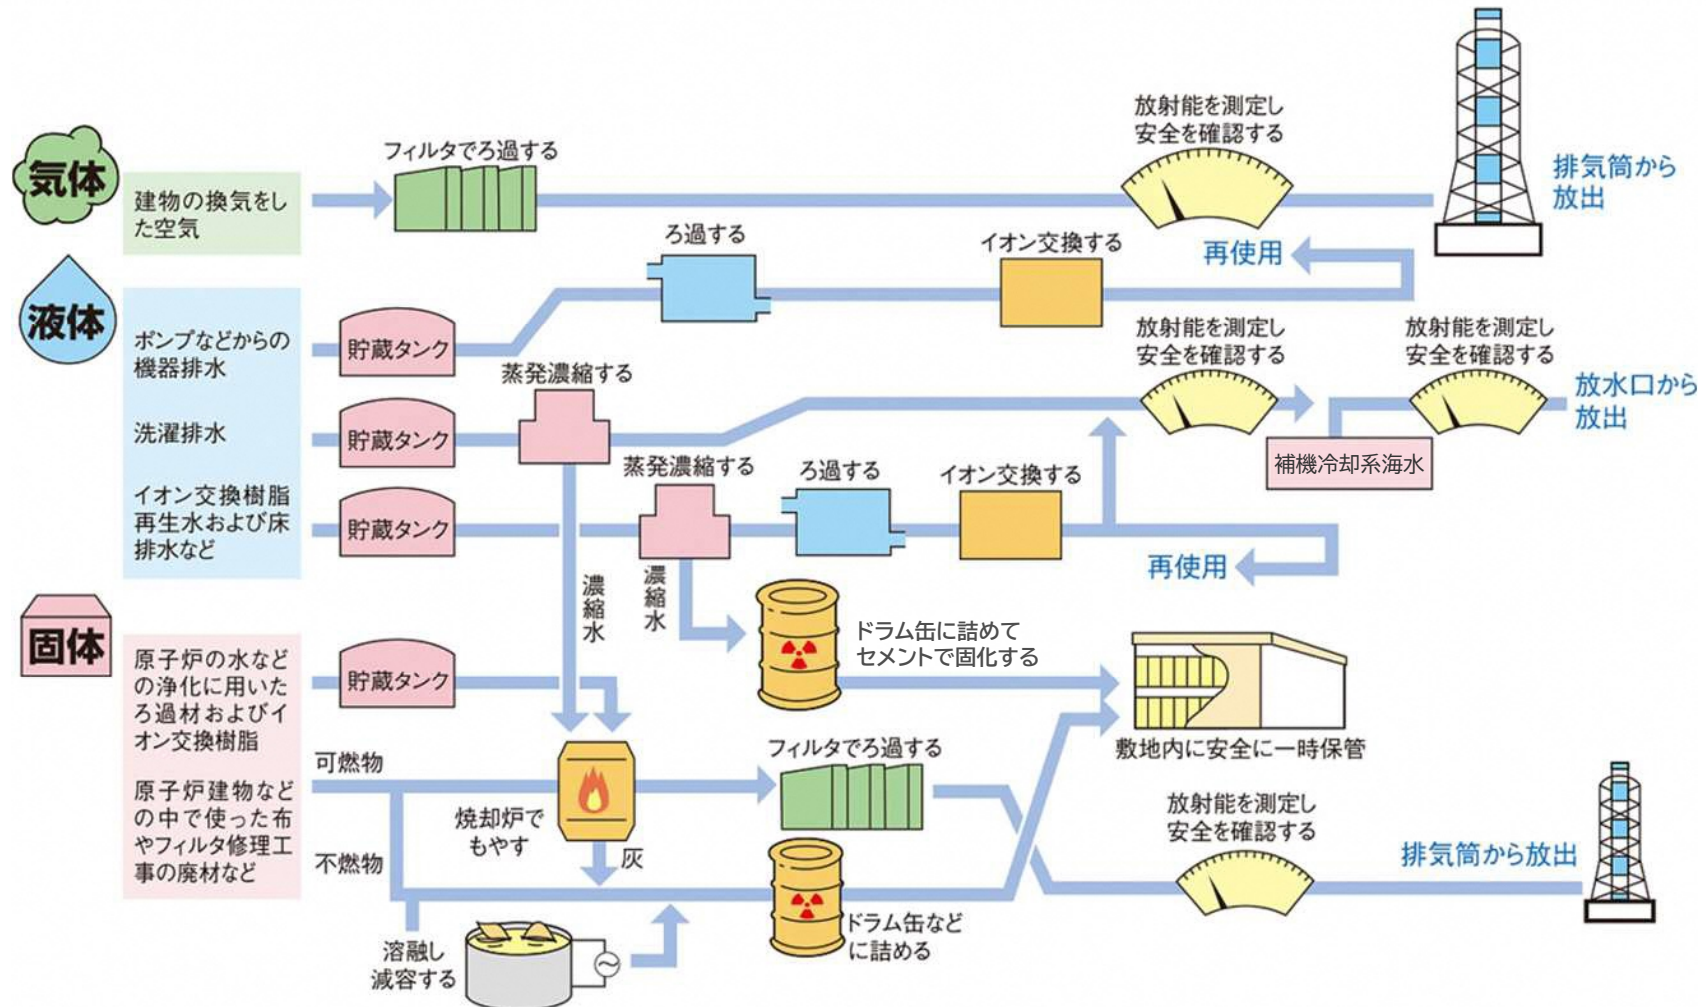 気体
建物の換気をし
た空気
フィルタでろ過する
放射能を測定し
安全を確認する
排気筒から
放出
液体
ポンプなどからの
機器排水
貯蔵タンク
ろ過する
イオン交換する
再使用
洗濯排水
貯蔵タンク
蒸発濃縮する
放射能を測定し
安全を確認する
補機冷却系海水
放射能を測定し
安全を確認する
放水口から
放出
イオン交換樹脂
再生水および床
排水など
貯蔵タンク
蒸発濃縮する
ろ過する
イオン交換する
再使用
濃縮水
濃縮水
ドラム缶に詰めて
セメントで固化する
固体
原子炉の水など
の浄化に用いた
ろ過材およびイ
オン交換樹脂
貯蔵タンク
敷地内に安全に一時保管
原子炉建物など
の中で使った布
やフィルタ修理工
事の廃材など
可燃物
不燃物
焼却炉で
もやす
灰
フィルタでろ過する
放射能を測定し
安全を確認する
排気筒から放出
溶融し
減容する
ドラム缶など
に詰める